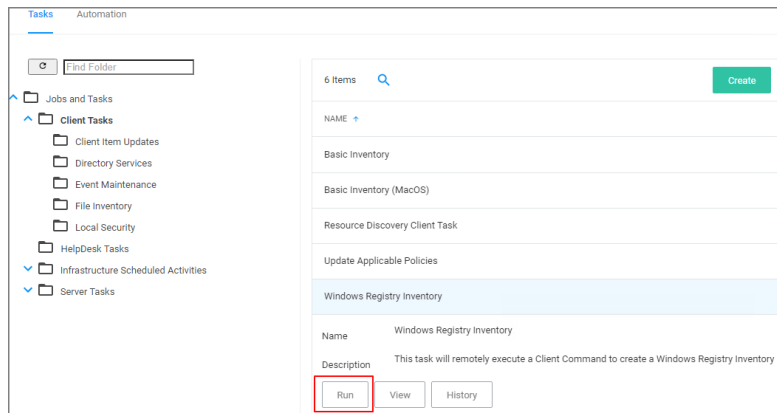 Tasks Automation
Find Folder
Jobs and Tasks
Client Tasks
Client Item Updates
Directory Services
Event Maintenance
File Inventory
Local Security
HelpDesk Tasks
Infrastructure Scheduled Activities
Server Tasks
6 Items
Create
NAME
Basic Inventory
Basic Inventory (MacOS)
Resource Discovery Client Task
Update Applicable Policies
Windows Registry Inventory
Name Windows Registry Inventory
Description This task will remotely execute a Client Command to create a Windows Registry Inventory
Run View History